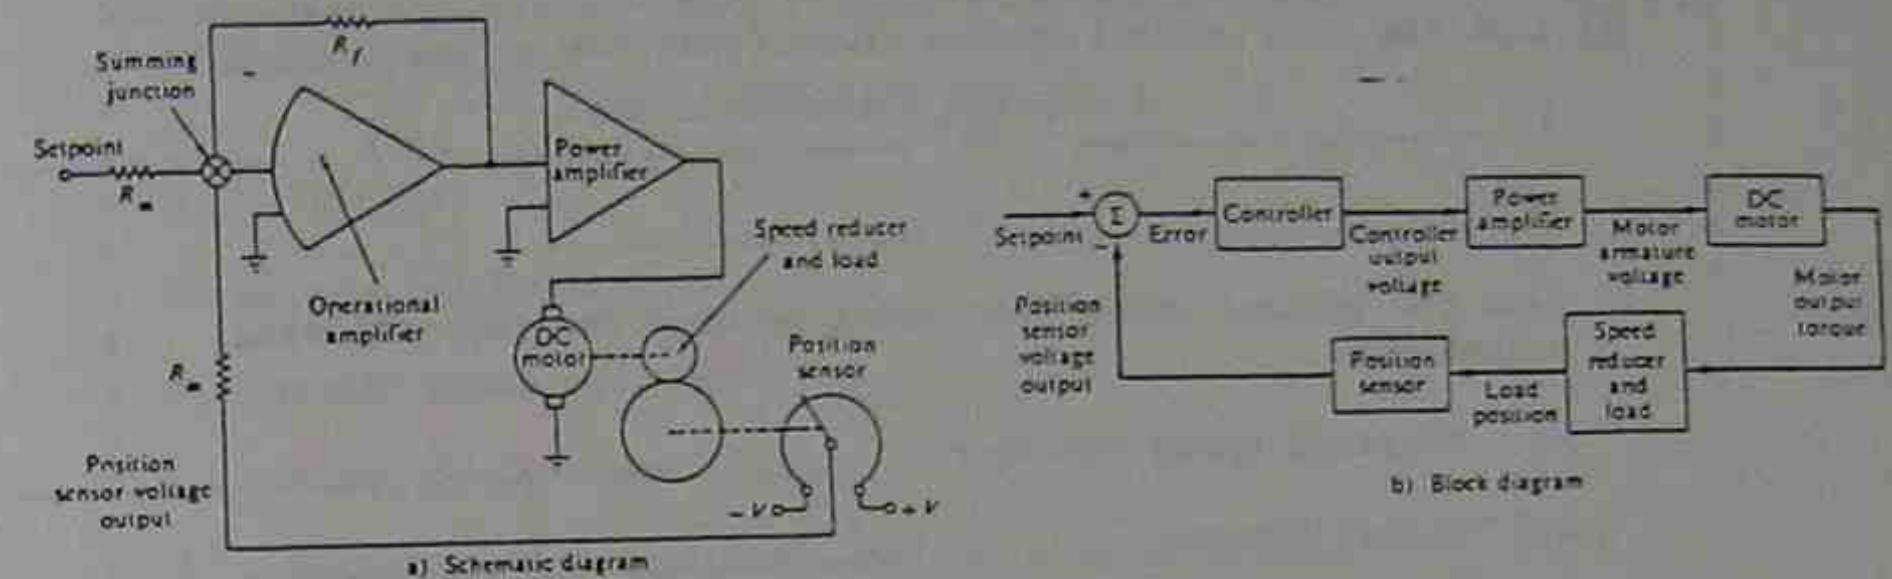 R_f
Summing
junction
Setpoint
R
Power
amplifier
Operational
amplifier
Speed reducer
and load
DC
motor
Position
sensor
R
Position
sensor voltage
output
- V
+ V
a) Schematic diagram
+
Σ
-
Setpoint
Error
Controller
Controller
output
voltage
Power
amplifier
Motor
armature
voltage
DC
motor
Motor
output
torque
Position
sensor
voltage
output
Position
sensor
Load
position
Speed
reducer
and
load
b) Block diagram